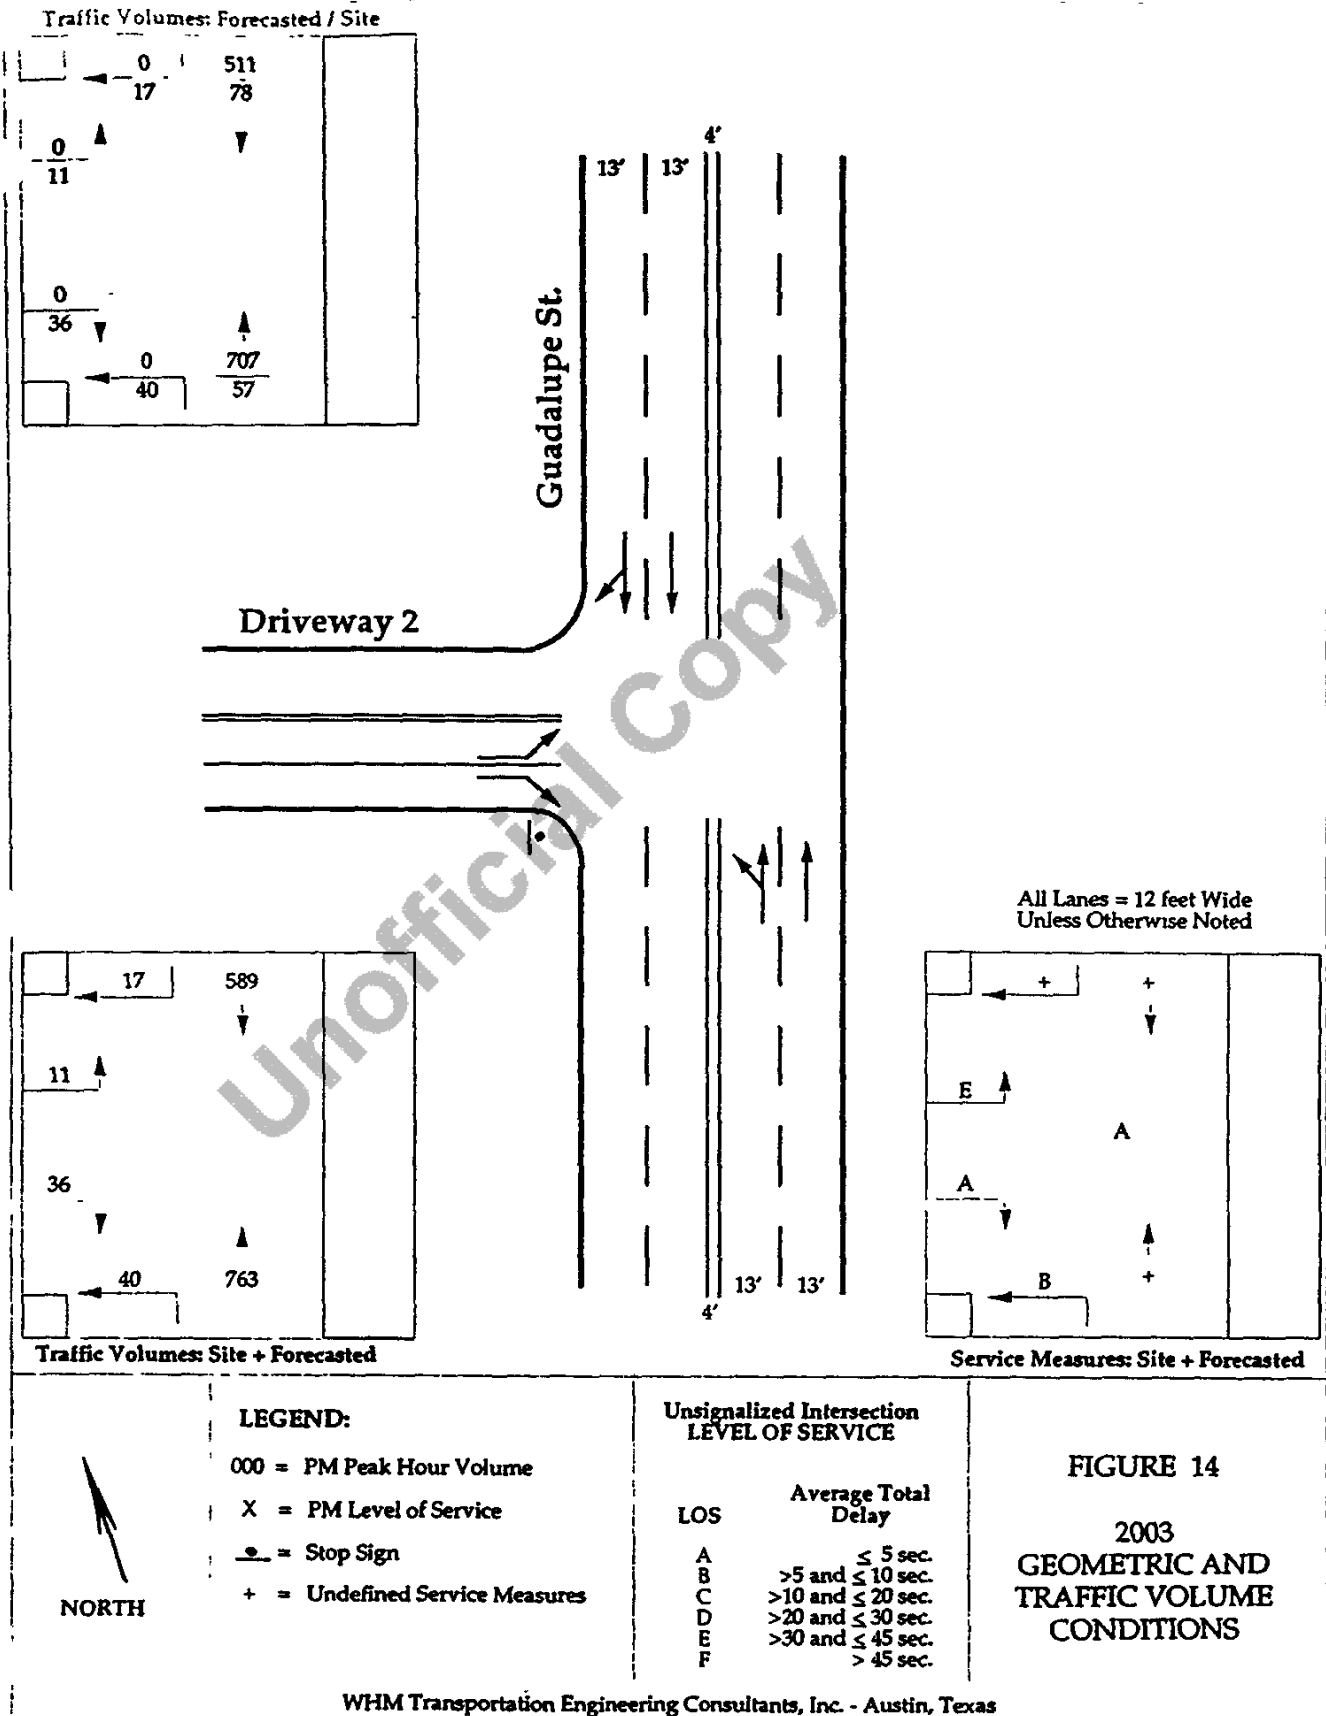 Traffic Volumes: Forecasted / Site
0 511
17 78
0
11
0
36
0 707
40 57
4'
13' 13'
Guadalupe St.
Driveway 2
Unofficial Copy
All Lanes = 12 feet Wide
Unless Otherwise Noted
17 589
11
36
40 763
Traffic Volumes: Site + Forecasted
13' 13'
4'
+ +
E
A
A
B +
Service Measures: Site + Forecasted
NORTH
LEGEND:
000 = PM Peak Hour Volume
X = PM Level of Service
= Stop Sign
+ = Undefined Service Measures
Unsignalized Intersection
LEVEL OF SERVICE
Average Total
LOS Delay
A ≤ 5 sec.
B >5 and ≤ 10 sec.
C >10 and ≤ 20 sec.
D >20 and ≤ 30 sec.
E >30 and ≤ 45 sec.
F > 45 sec.
FIGURE 14
2003
GEOMETRIC AND
TRAFFIC VOLUME
CONDITIONS
WHM Transportation Engineering Consultants, Inc. - Austin, Texas